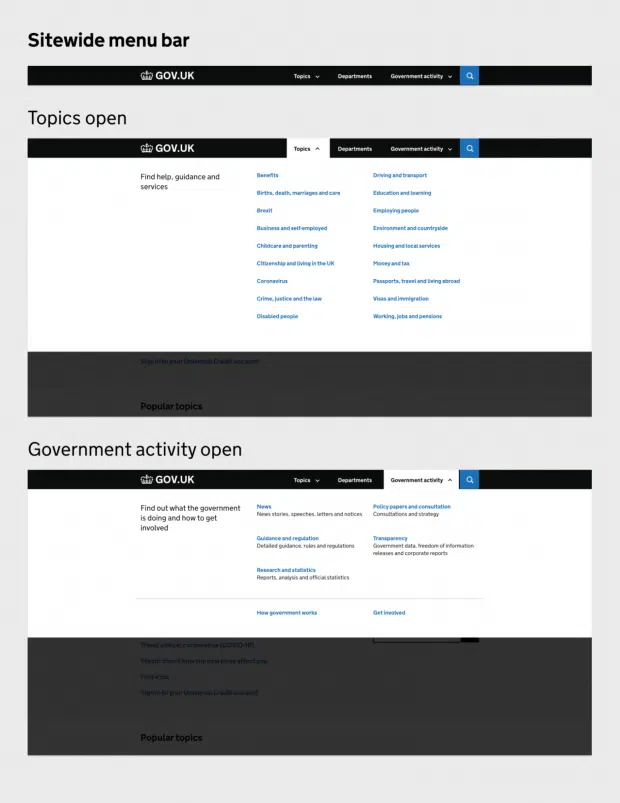 Sitewide menu bar
GOV.UK Topics Departments Government activity
Topics open
GOV.UK Topics Departments Government activity
Find help, guidance and
services
Benefits
Births, death, marriages and care
Brexit
Business and self-employed
Childcare and parenting
Citizenship and living in the UK
Coronavirus
Crime, justice and the law
Disabled people
Driving and transport
Education and learning
Employing people
Environment and countryside
Housing and local services
Money and tax
Passports, travel and living abroad
Visas and immigration
Working, jobs and pensions
Sign in to your Universal Credit account
Popular topics
Government activity open
GOV.UK Topics Departments Government activity
Find out what the government
is doing and how to get
involved
News
News stories, speeches, letters and notices
Guidance and regulation
Detailed guidance, rules and regulations
Research and statistics
Reports, analysis and official statistics
Policy papers and consultation
Consultations and strategy
Transparency
Government data, freedom of information
releases and corporate reports
How government works
Get involved
Find a job
Sign in to your Universal Credit account
Popular topics